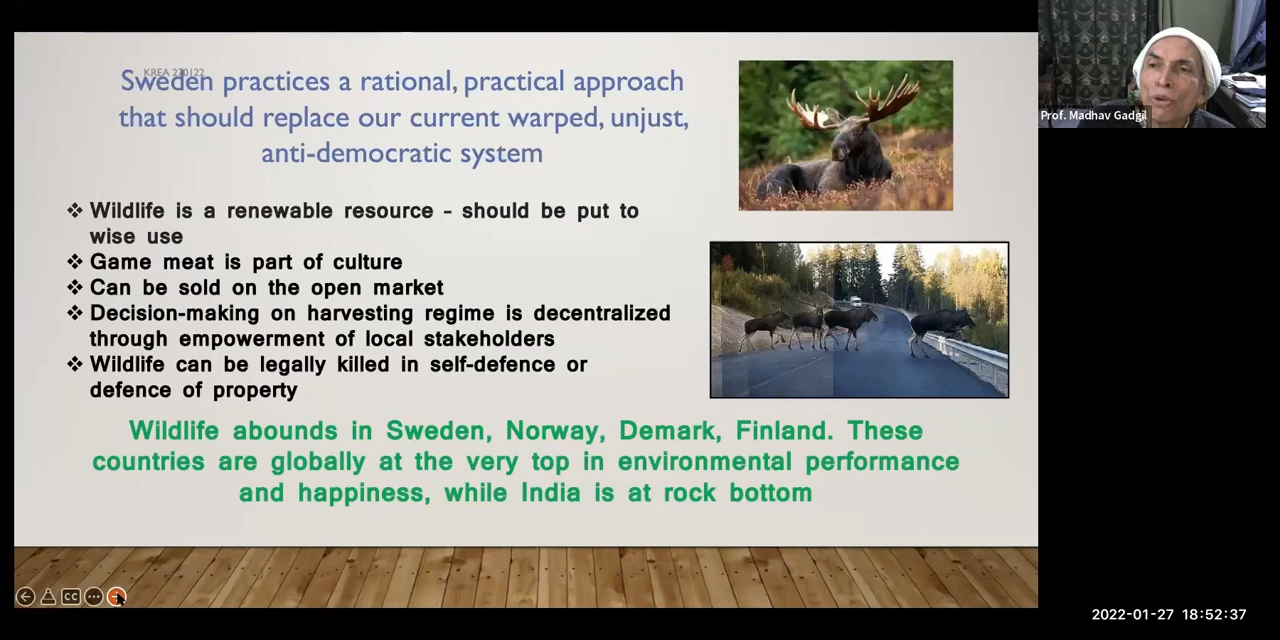 KREA 270122
Sweden practices a rational, practical approach
that should replace our current warped, unjust,
anti-democratic system
❖ Wildlife is a renewable resource - should be put to
wise use
❖ Game meat is part of culture
❖ Can be sold on the open market
❖ Decision-making on harvesting regime is decentralized
through empowerment of local stakeholders
❖ Wildlife can be legally killed in self-defence or
defence of property
Wildlife abounds in Sweden, Norway, Demark, Finland. These
countries are globally at the very top in environmental performance
and happiness, while India is at rock bottom
Prof. Madhav Gadgil
CC
2022-01-27 18:52:37